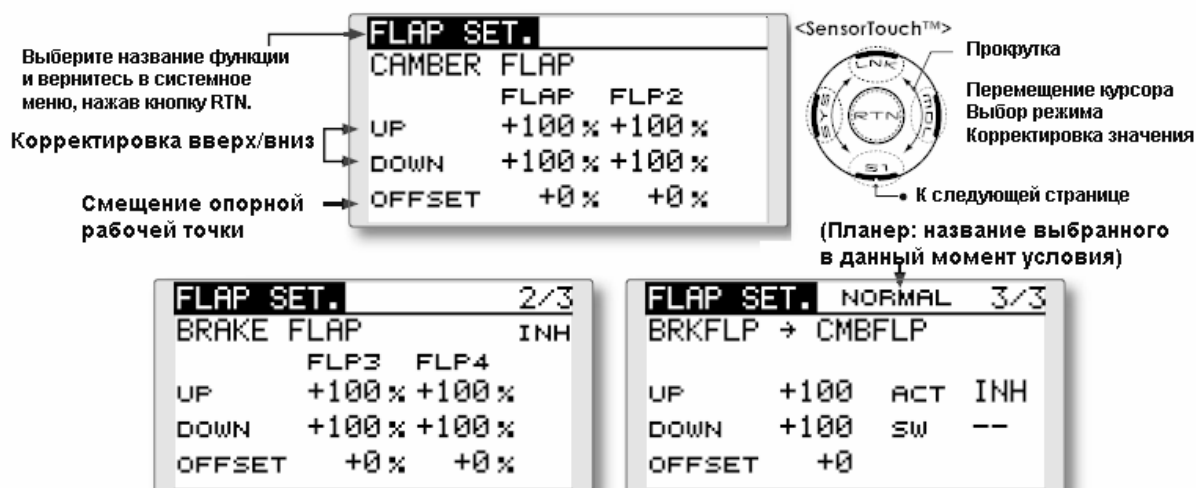 Выберите название функции
и вернитесь в системное
меню, нажав кнопку RTN.
Корректировка вверх/вниз
Смещение опорной
рабочей точки
FLAP SET.
CAMBER FLAP
FLAP FLP2
UP +100% +100%
DOWN +100% +100%
OFFSET +0% +0%
<SensorTouch™>
LNK
SYS
RTN
MDL
S1
Прокрутка
Перемещение курсора
Выбор режима
Корректировка значения
К следующей странице
(Планер: название выбранного
в данный момент условия)
FLAP SET. 2/3
BRAKE FLAP INH
FLP3 FLP4
UP +100% +100%
DOWN +100% +100%
OFFSET +0% +0%
FLAP SET. NORMAL 3/3
BRKFLP → CMBFLP
UP +100 ACT INH
DOWN +100 SW --
OFFSET +0